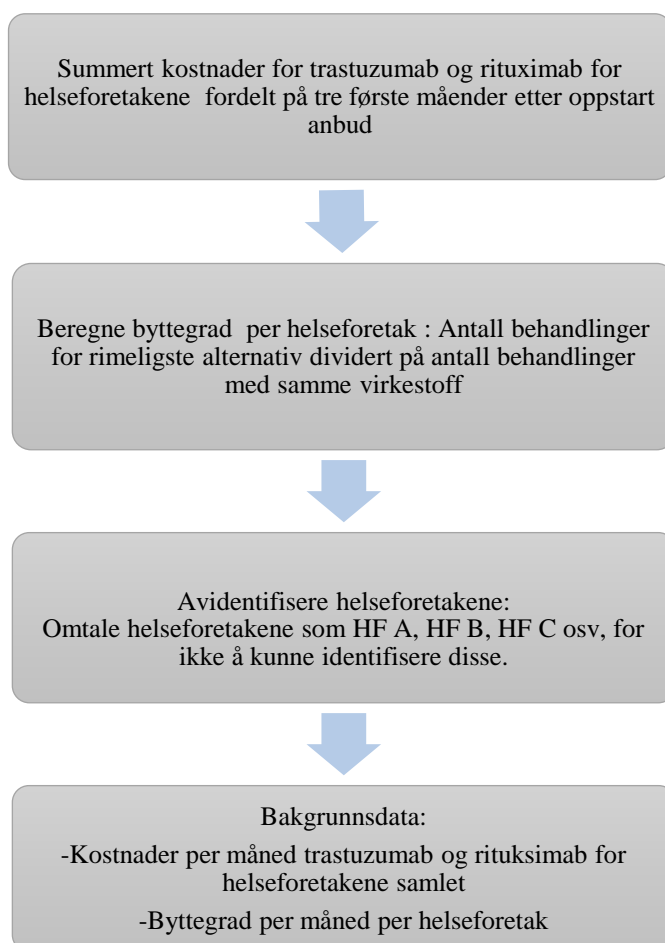 Summert kostnader for trastuzumab og rituximab for
helseforetakene fordelt på tre første måender etter oppstart
anbud
Beregne byttegrad per helseforetak : Antall behandlinger
for rimeligste alternativ dividert på antall behandlinger
med samme virkestoff
Avidentifisere helseforetakene:
Omtale helseforetakene som HF A, HF B, HF C osv, for
ikke å kunne identifisere disse.
Bakgrunnsdata:
-Kostnader per måned trastuzumab og rituksimab for
helseforetakene samlet
-Byttegrad per måned per helseforetak